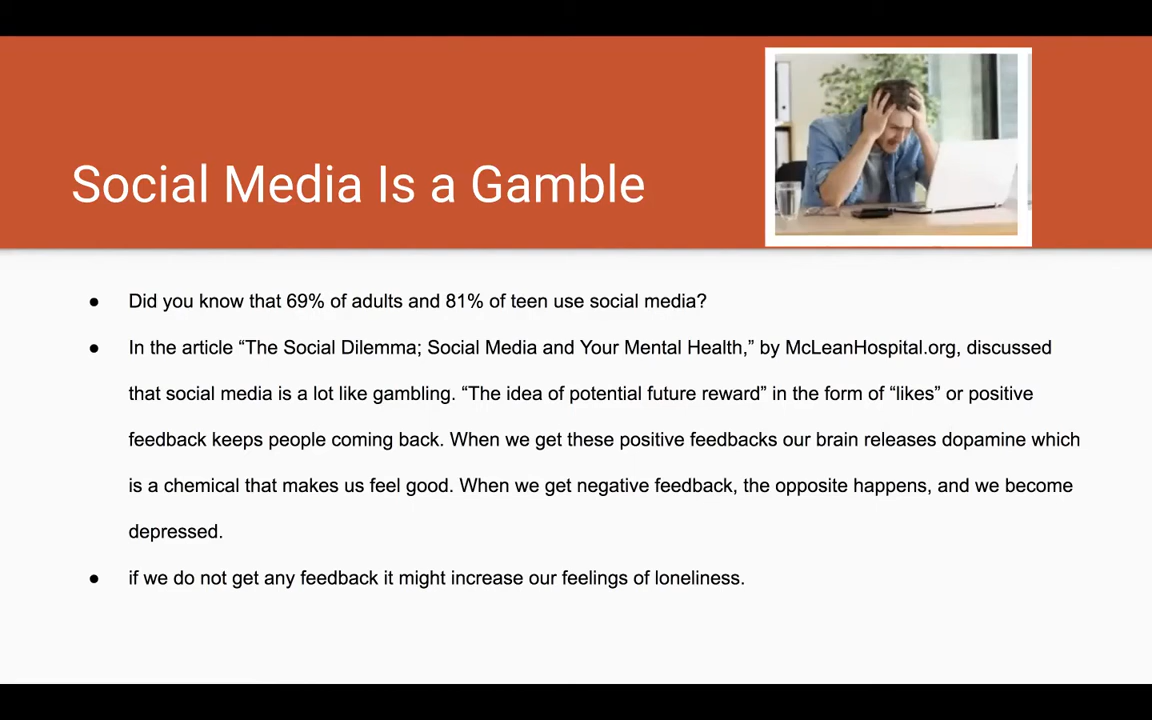 Social Media Is a Gamble
● Did you know that 69% of adults and 81% of teen use social media?
● In the article “The Social Dilemma; Social Media and Your Mental Health,” by McLeanHospital.org, discussed
that social media is a lot like gambling. “The idea of potential future reward” in the form of “likes” or positive
feedback keeps people coming back. When we get these positive feedbacks our brain releases dopamine which
is a chemical that makes us feel good. When we get negative feedback, the opposite happens, and we become
depressed.
● if we do not get any feedback it might increase our feelings of loneliness.